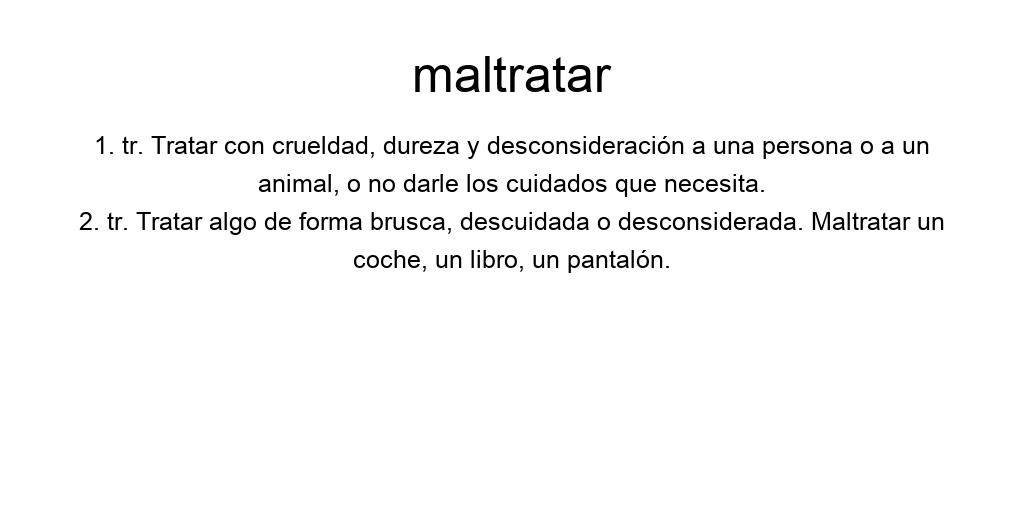 maltratar
1. tr. Tratar con crueldad, dureza y desconsideración a una persona o a un
animal, o no darle los cuidados que necesita.
2. tr. Tratar algo de forma brusca, descuidada o desconsiderada. Maltratar un
coche, un libro, un pantalón.